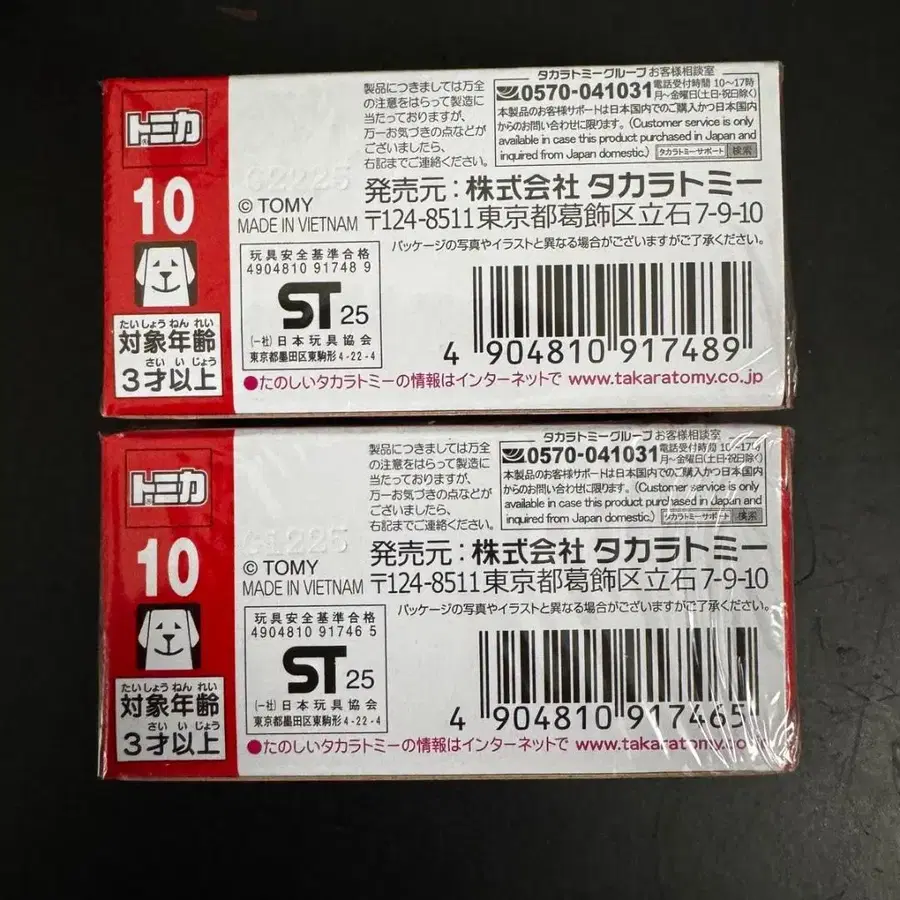 トミカ
10
たいしょうねんれい
対象年齢
さいいじょう
3才以上
C2225
© TOMY
MADE IN VIETNAM
製品につきましては万全
の注意をはらって製造に
当たっておりますが、
万一お気づきの点などが
ございましたら、
右記までご連絡ください。
タカラトミーグループ お客様相談室
0570-041031 電話受付時間 10〜17時
月〜金曜日(土日・祝日除く)
本製品のお客様サポートは日本国内でのご購入かつ日本国内
からのお問い合わせに限ります。(Customer service is only
available in case this product purchased in Japan and
inquired from Japan domestic.) タカラトミーサポート 検索
発売元:株式会社 タカラトミー
〒124-8511 東京都葛飾区立石7-9-10
パッケージの写真やイラストと異なる場合がございますがご了承ください。
玩具安全基準合格
4904810 91748 9
ST 25
(一社)日本玩具協会
東京都墨田区東駒形4-22-4
4 904810 917489
●たのしいタカラトミーの情報はインターネットで www.takaratomy.co.jp
トミカ
10
たいしょうねんれい
対象年齢
さいいじょう
3才以上
C1225
© TOMY
MADE IN VIETNAM
製品につきましては万全
の注意をはらって製造に
当たっておりますが、
万一お気づきの点などが
ございましたら、
右記までご連絡ください。
タカラトミーグループ お客様相談室
0570-041031 電話受付時間 10〜17時
月〜金曜日(土日・祝日除く)
本製品のお客様サポートは日本国内でのご購入かつ日本国内
からのお問い合わせに限ります。(Customer service is only
available in case this product purchased in Japan and
inquired from Japan domestic.) タカラトミーサポート 検索
発売元:株式会社 タカラトミー
〒124-8511 東京都葛飾区立石7-9-10
パッケージの写真やイラストと異なる場合がございますがご了承ください。
玩具安全基準合格
4904810 91746 5
ST 25
(一社)日本玩具協会
東京都墨田区東駒形4-22-4
4 904810 917465
●たのしいタカラトミーの情報はインターネットで www.takaratomy.co.jp